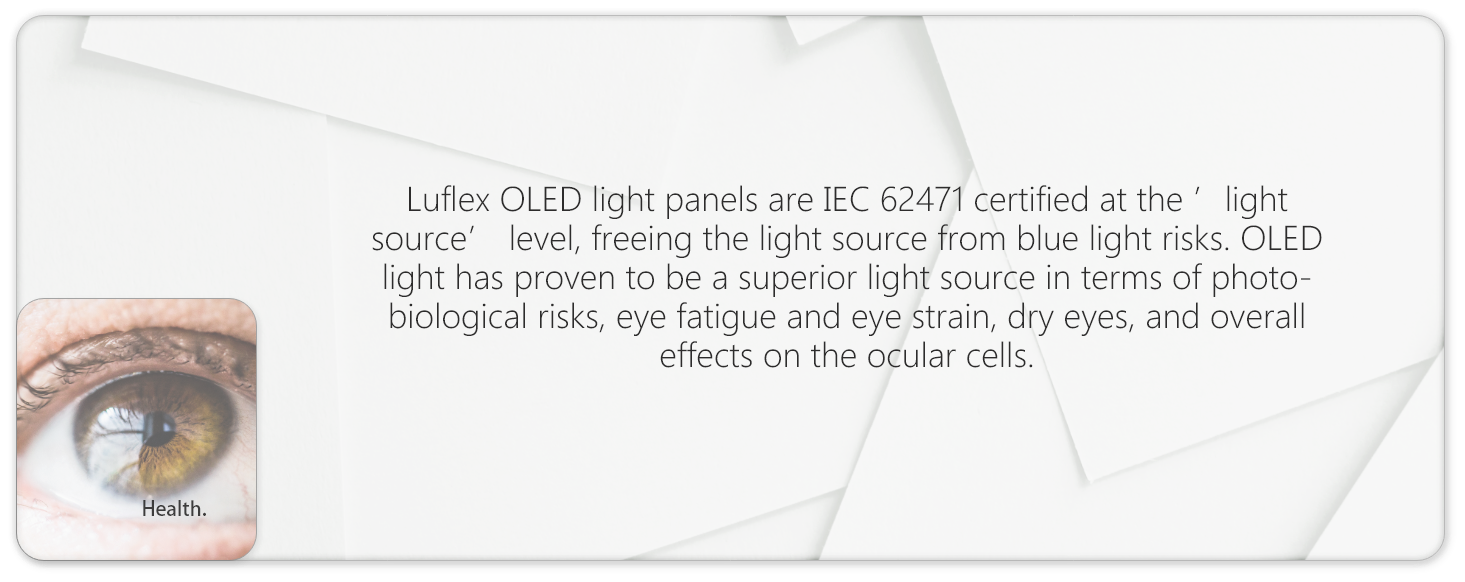 Luflex OLED light panels are IEC 62471 certified at the ’ light
source’ level, freeing the light source from blue light risks. OLED
light has proven to be a superior light source in terms of photo-
biological risks, eye fatigue and eye strain, dry eyes, and overall
effects on the ocular cells.
Health.